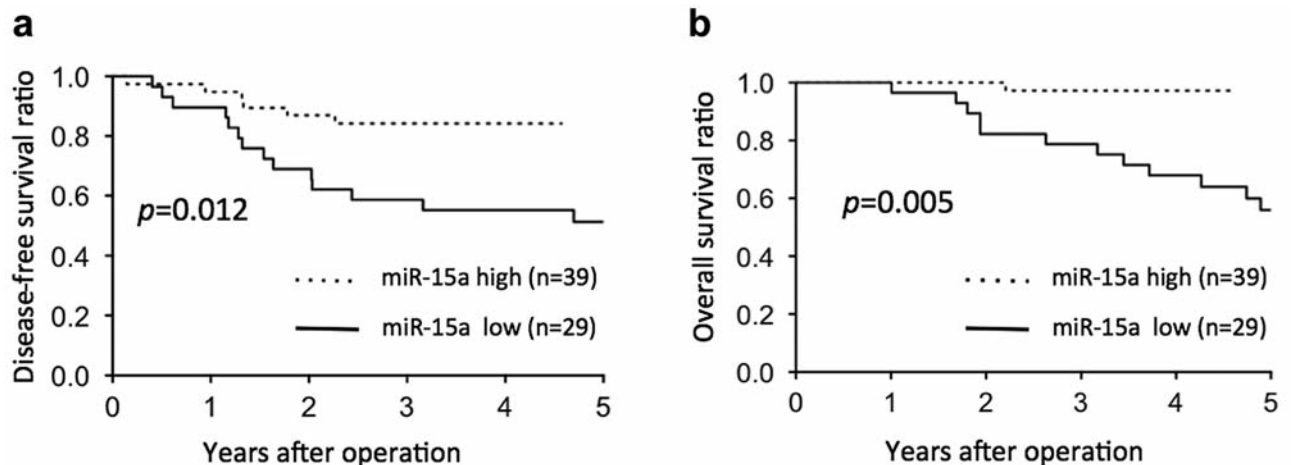 a
Disease-free survival ratio
1.0
0.8
0.6
0.4
0.2
0.0
p=0.012
miR-15a high (n=39)
miR-15a low (n=29)
0 1 2 3 4 5
Years after operation
b
Overall survival ratio
1.0
0.8
0.6
0.4
0.2
0.0
p=0.005
miR-15a high (n=39)
miR-15a low (n=29)
0 1 2 3 4 5
Years after operation